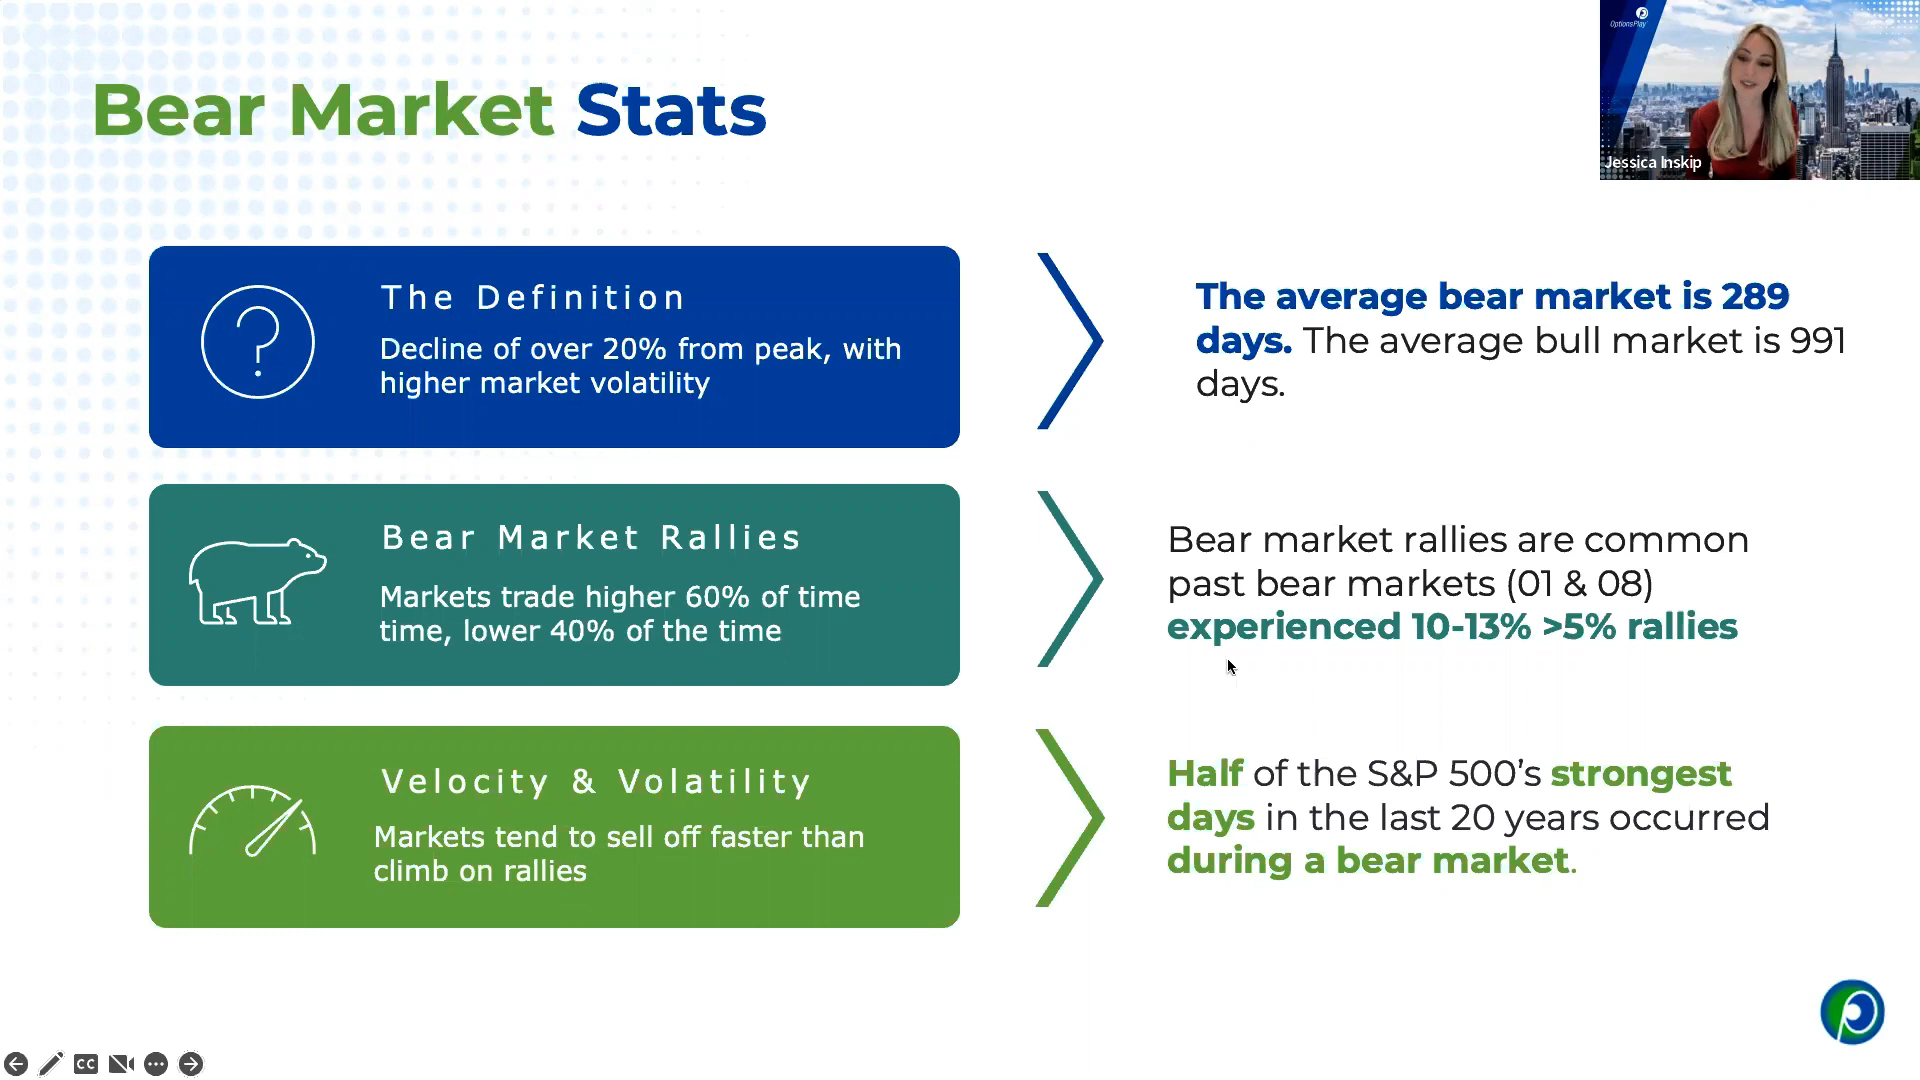 Bear Market Stats
OptionsPlay
Jessica Inskip
The Definition
Decline of over 20% from peak, with
higher market volatility
The average bear market is 289
days. The average bull market is 991
days.
Bear Market Rallies
Markets trade higher 60% of time
time, lower 40% of the time
Bear market rallies are common
past bear markets (01 & 08)
experienced 10-13% >5% rallies
Velocity & Volatility
Markets tend to sell off faster than
climb on rallies
Half of the S&P 500’s strongest
days in the last 20 years occurred
during a bear market.
CC